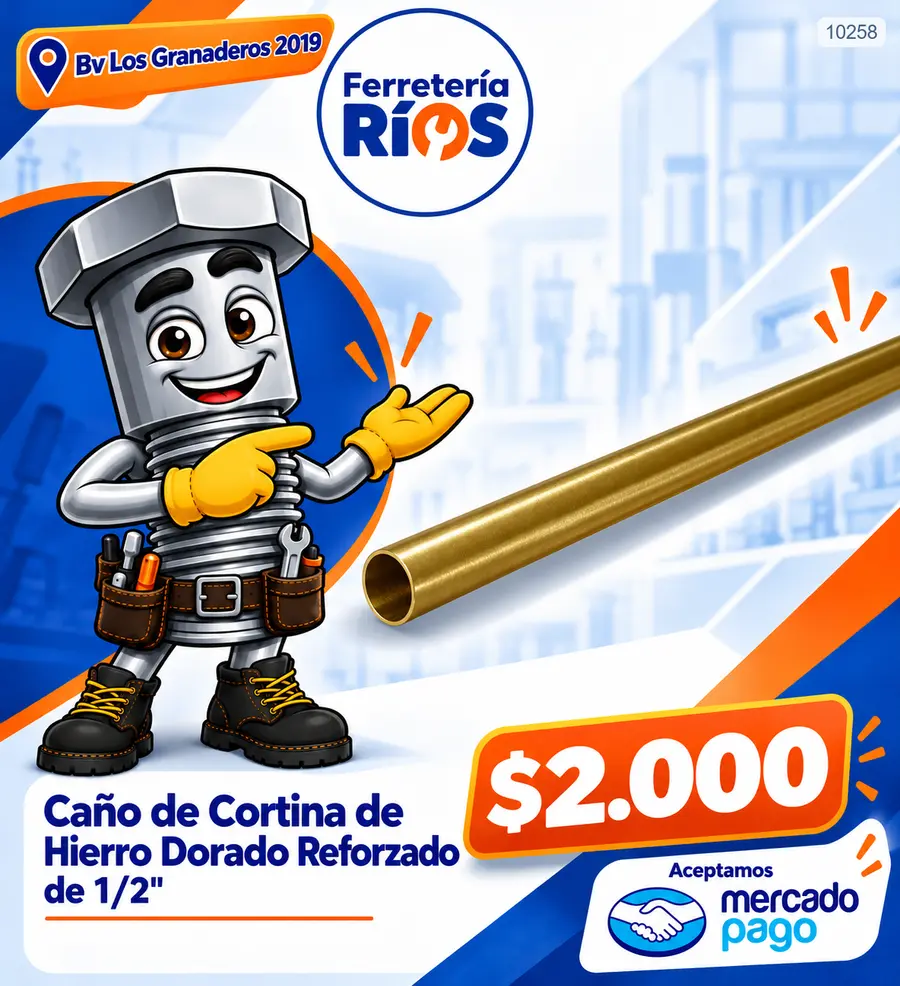 Bv Los Granaderos 2019
Ferretería
Ríos
10258
$2.000
Caño de Cortina de
Hierro Dorado Reforzado
de 1/2"
Aceptamos
mercado
pago